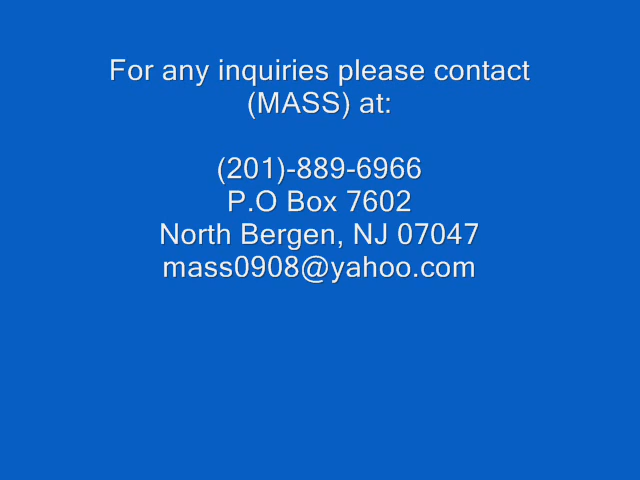 For any inquiries please contact
(MASS) at:
(201)-889-6966
P.O Box 7602
North Bergen, NJ 07047
mass0908@yahoo.com